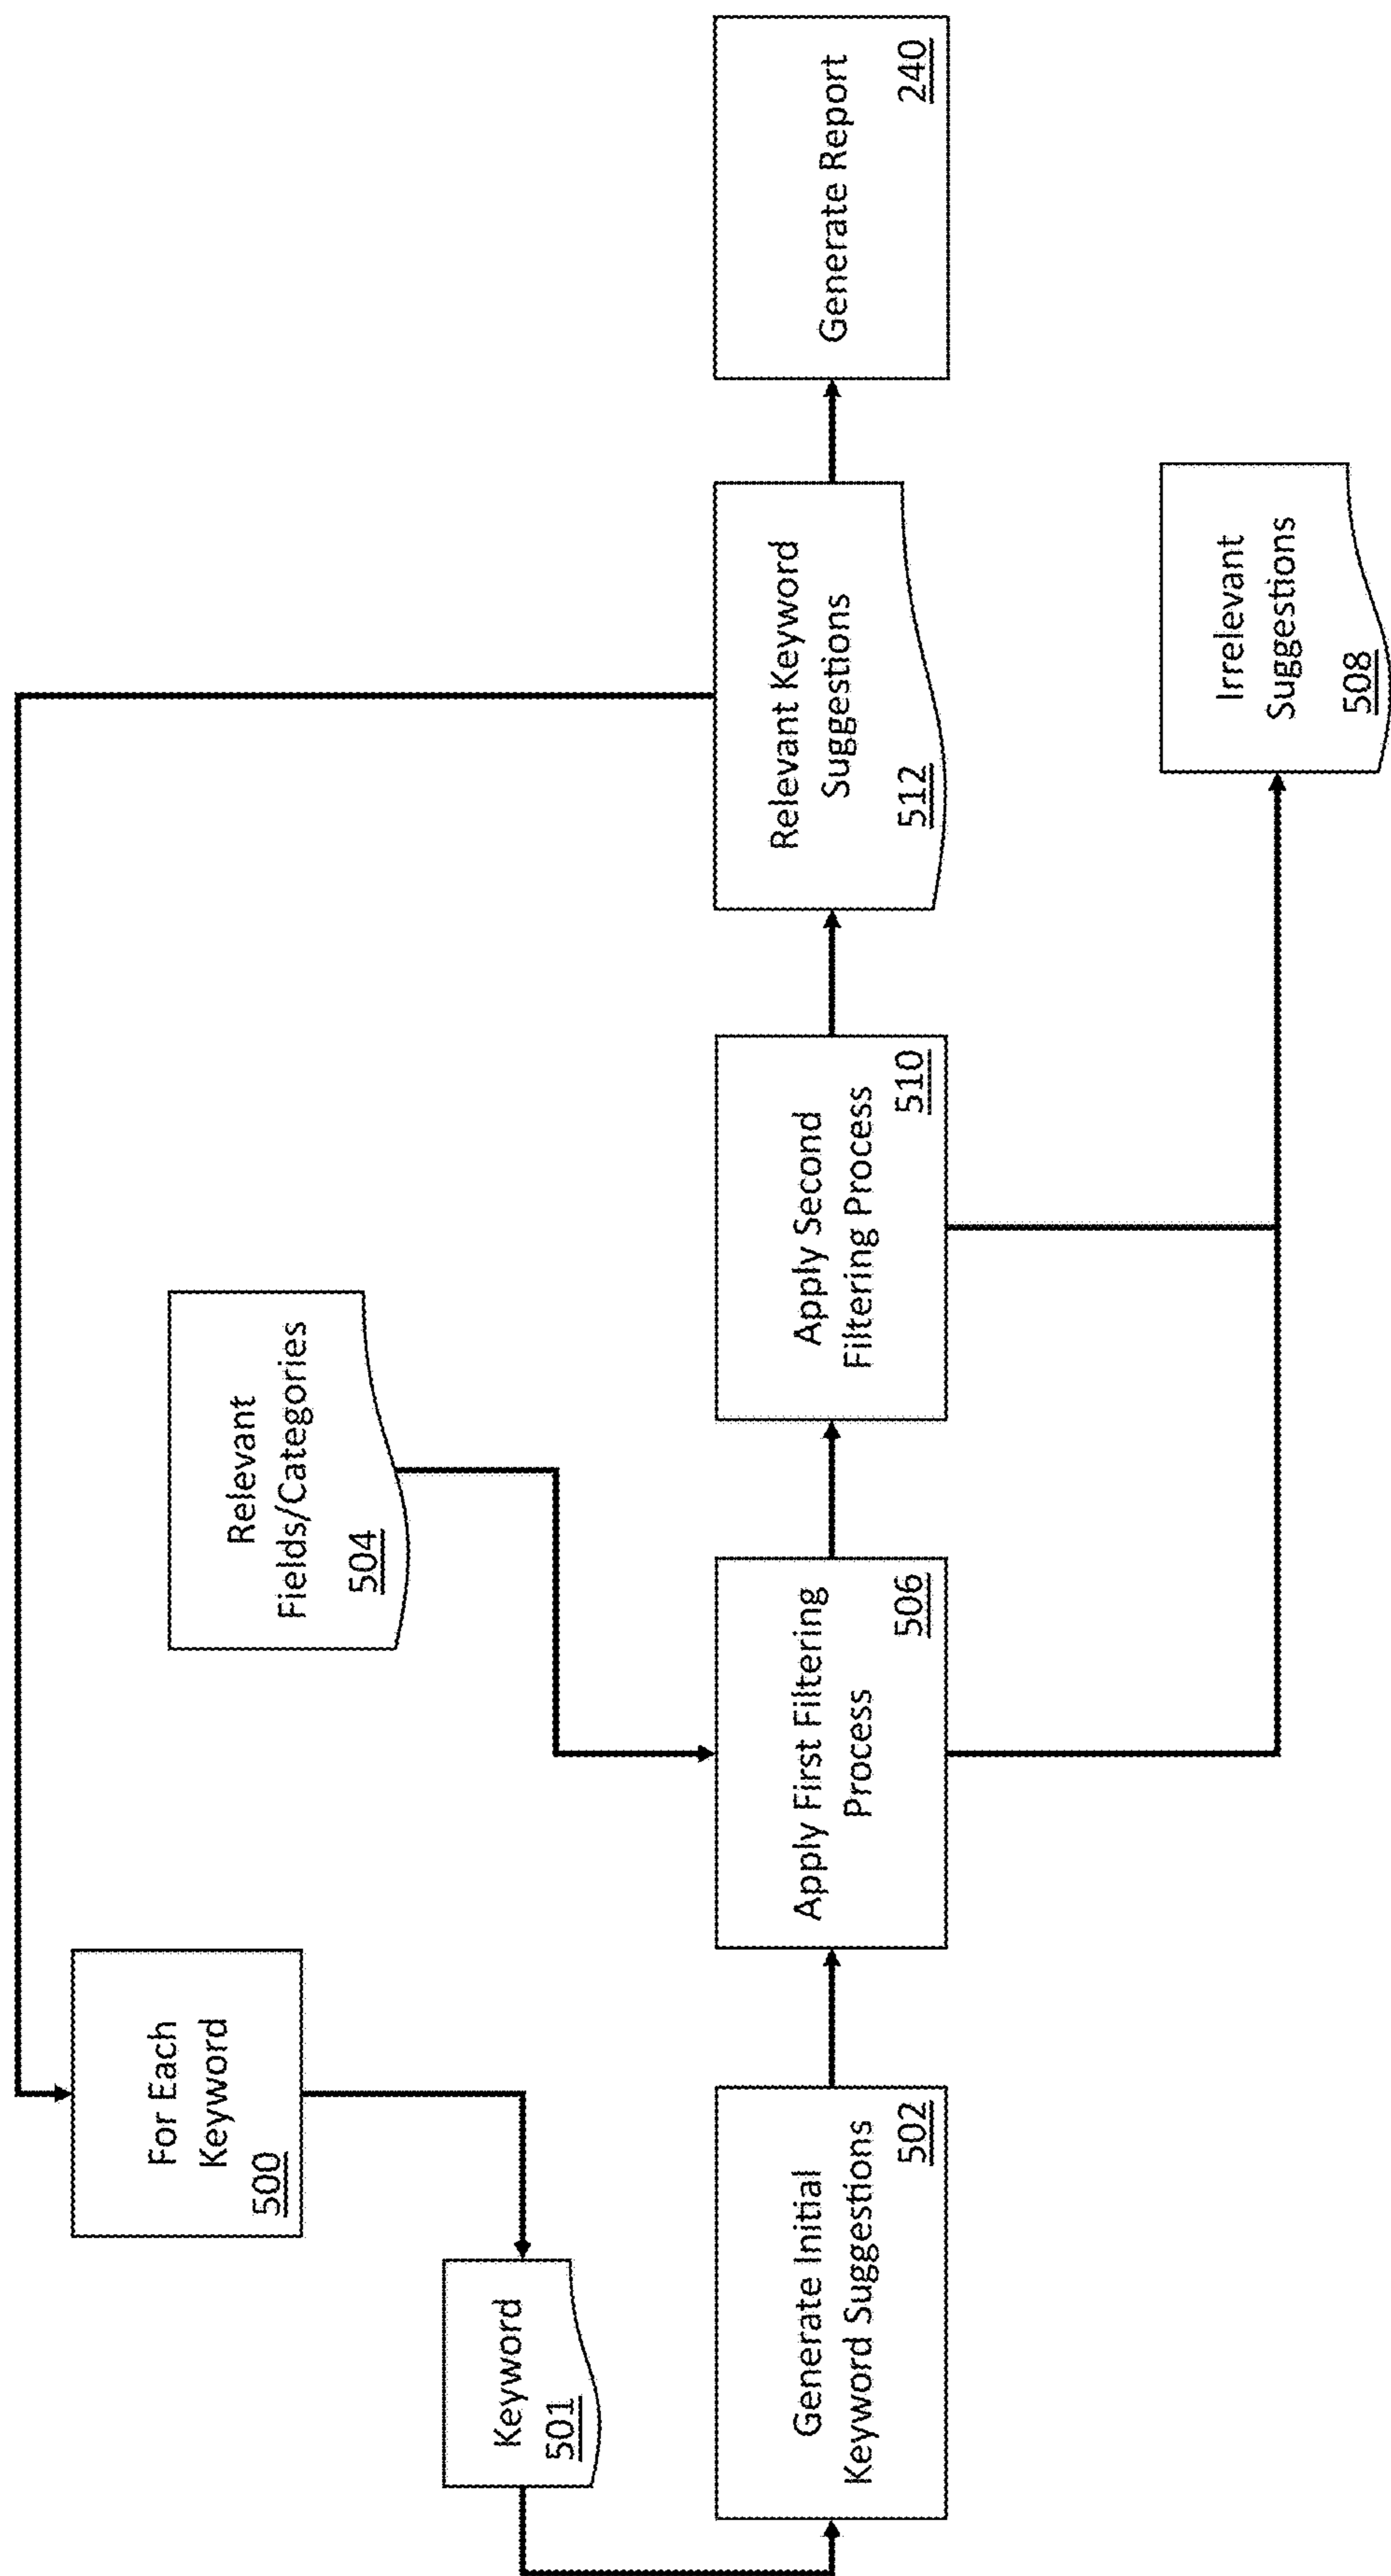 For Each
Keyword
500
Keyword
501
Relevant
Fields/Categories
504
Generate Initial
Keyword Suggestions
502
Apply First Filtering
Process
506
Apply Second
Filtering Process
510
Relevant Keyword
Suggestions
512
Generate Report
240
Irrelevant
Suggestions
508